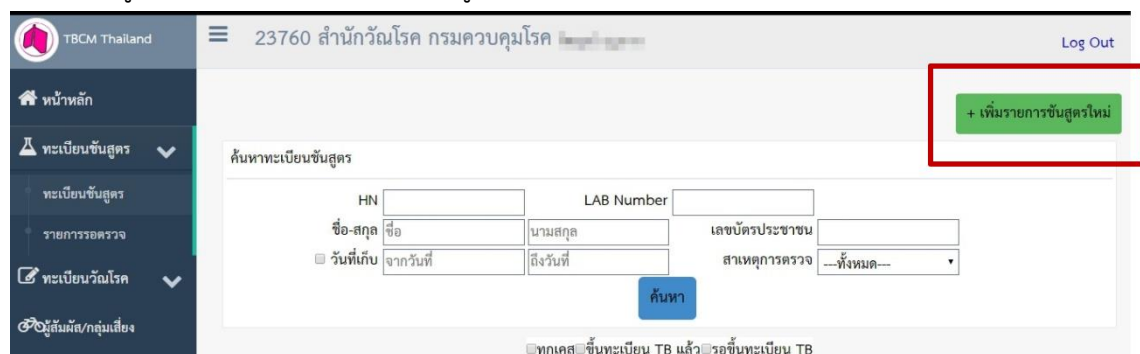 TBCM Thailand
23760 สำนักวัณโรค กรมควบคุมโรค
Log Out
หน้าหลัก
+ เพิ่มรายการชันสูตรใหม่
ทะเบียนชันสูตร
ค้นหาทะเบียนชันสูตร
ทะเบียนชันสูตร
HN LAB Number
รายการรอตรวจ
ชื่อ-สกุล ชื่อ นามสกุล เลขบัตรประชาชน
วันที่เก็บ จากวันที่ ถึงวันที่ สาเหตุการตรวจ ---ทั้งหมด---
ทะเบียนวัณโรค
ค้นหา
ผู้สัมผัส/กลุ่มเสี่ยง
ทุกเคส ขึ้นทะเบียน TB แล้ว รอขึ้นทะเบียน TB